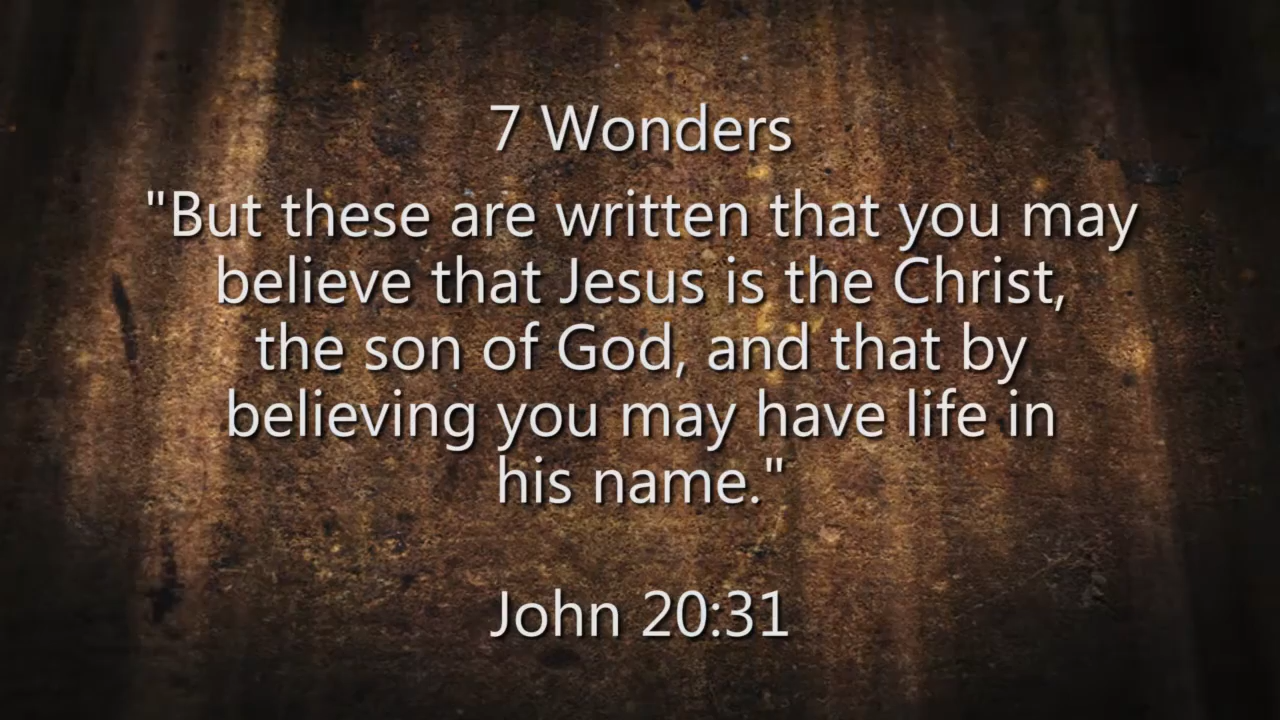 7 Wonders
"But these are written that you may
believe that Jesus is the Christ,
the son of God, and that by
believing you may have life in
his name."
John 20:31